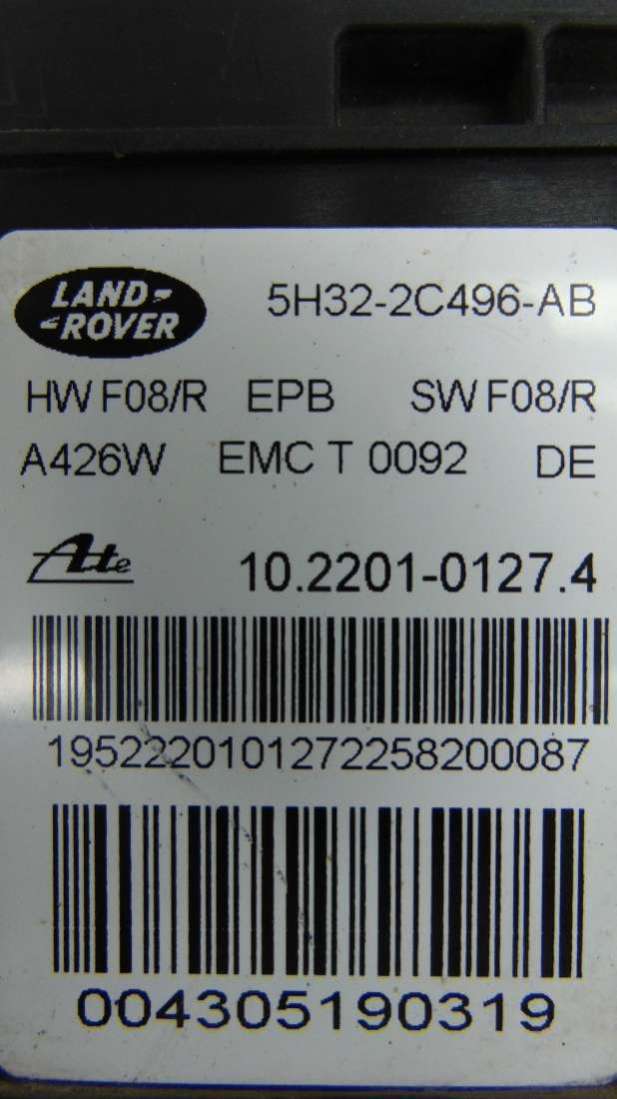 LAND-
-ROVER
5H32-2C496-AB
HW F08/R EPB SW F08/R
A426W EMC T 0092 DE
Ate 10.2201-0127.4
1952220101272258200087
004305190319